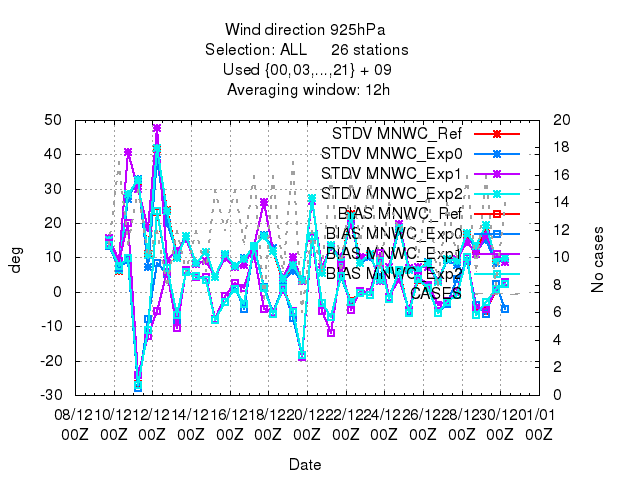 Wind direction 925hPa
Selection: ALL 26 stations
Used {00,03,...,21} + 09
Averaging window: 12h
50
40
30
20
10
0
-10
-20
-30
deg
20
18
16
14
12
10
8
6
4
2
0
No cases
STDV MNWC_Ref
STDV MNWC_Exp0
STDV MNWC_Exp1
STDV MNWC_Exp2
BIAS MNWC_Ref
BIAS MNWC_Exp0
BIAS MNWC_Exp1
BIAS MNWC_Exp2
CASES
08/12 10/12 12/12 14/12 16/12 18/12 20/12 22/12 24/12 26/12 28/12 30/12 01/01
00Z 00Z 00Z 00Z 00Z 00Z 00Z 00Z 00Z 00Z 00Z 00Z 00Z
Date